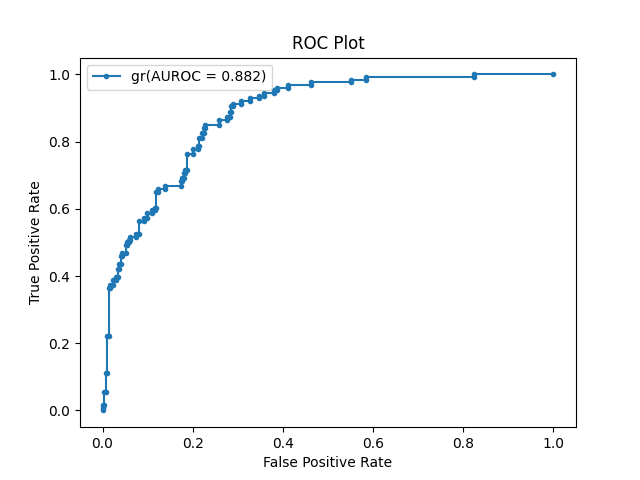 ROC Plot
gr(AUROC = 0.882)
True Positive Rate
1.0
0.8
0.6
0.4
0.2
0.0
0.0 0.2 0.4 0.6 0.8 1.0
False Positive Rate